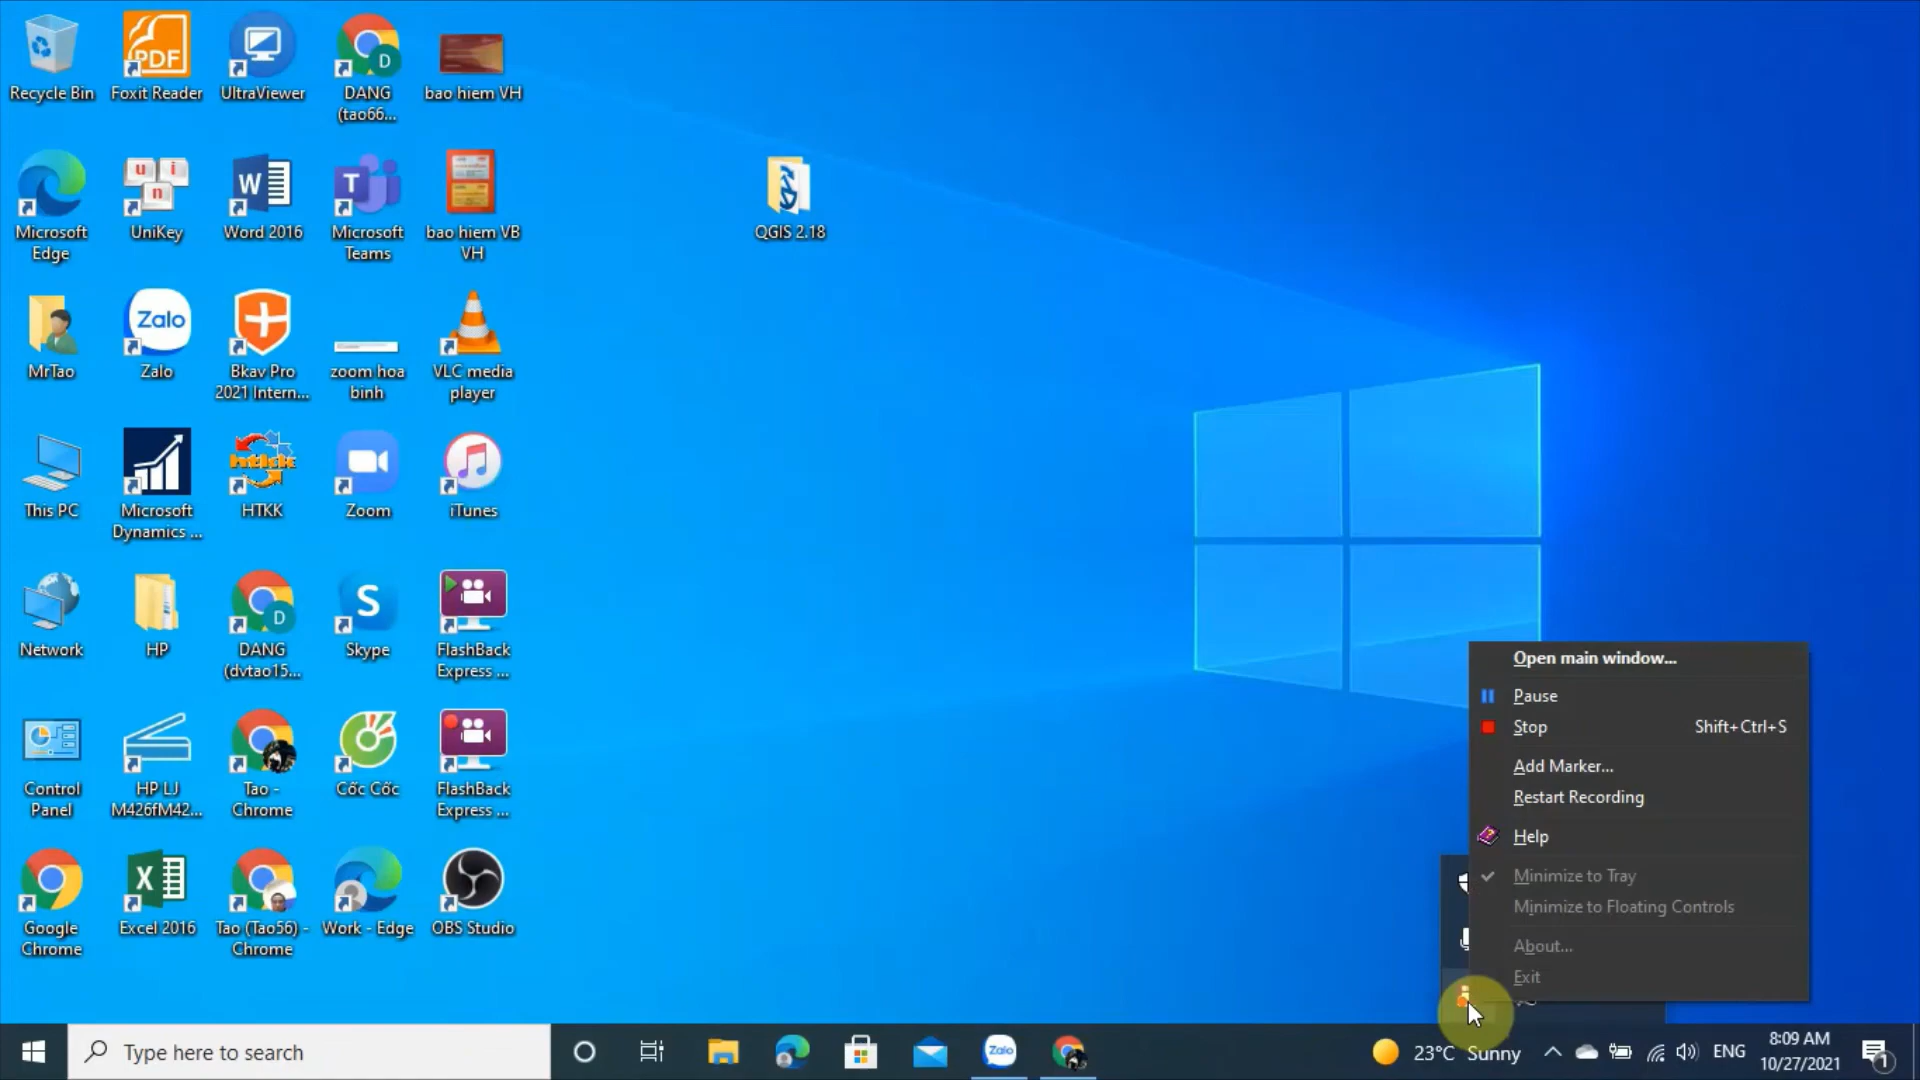 Recycle Bin
Foxit Reader
UltraViewer
DANG
(tao66...
bao hiem VH
Microsoft
Edge
UniKey
Word 2016
Microsoft
Teams
bao hiem VB
VH
QGIS 2.18
MrTao
Zalo
Zalo
Bkav Pro
2021 Intern...
zoom hoa
binh
VLC media
player
This PC
Microsoft
Dynamics ...
HTKK
Zoom
iTunes
Network
HP
DANG
(dvtao15...
Skype
FlashBack
Express ...
Control
Panel
HP LJ
M426fM42...
Tao -
Chrome
Cốc Cốc
FlashBack
Express ...
Google
Chrome
Excel 2016
Tao (Tao56) -
Chrome
Work - Edge
OBS Studio
Open main window...
Pause
Stop Shift+Ctrl+S
Add Marker...
Restart Recording
Help
Minimize to Tray
Minimize to Floating Controls
About...
Exit
Type here to search
Zalo
23°C Sunny
ENG
8:09 AM
10/27/2021
1